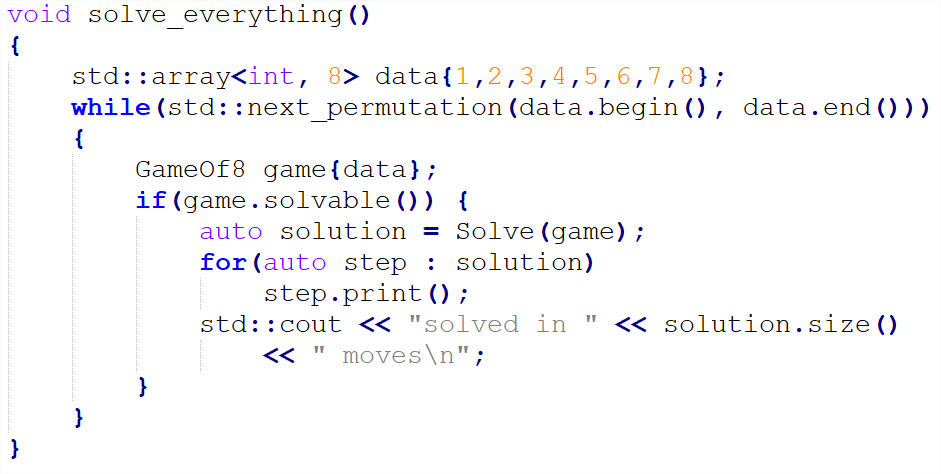 void solve_everything()
{
    std::array<int, 8> data{1,2,3,4,5,6,7,8};
    while(std::next_permutation(data.begin(), data.end()))
    {
        GameOf8 game{data};
        if(game.solvable()) {
            auto solution = Solve(game);
            for(auto step : solution)
                step.print();
            std::cout << "solved in " << solution.size()
                << " moves\n";
        }
    }
}